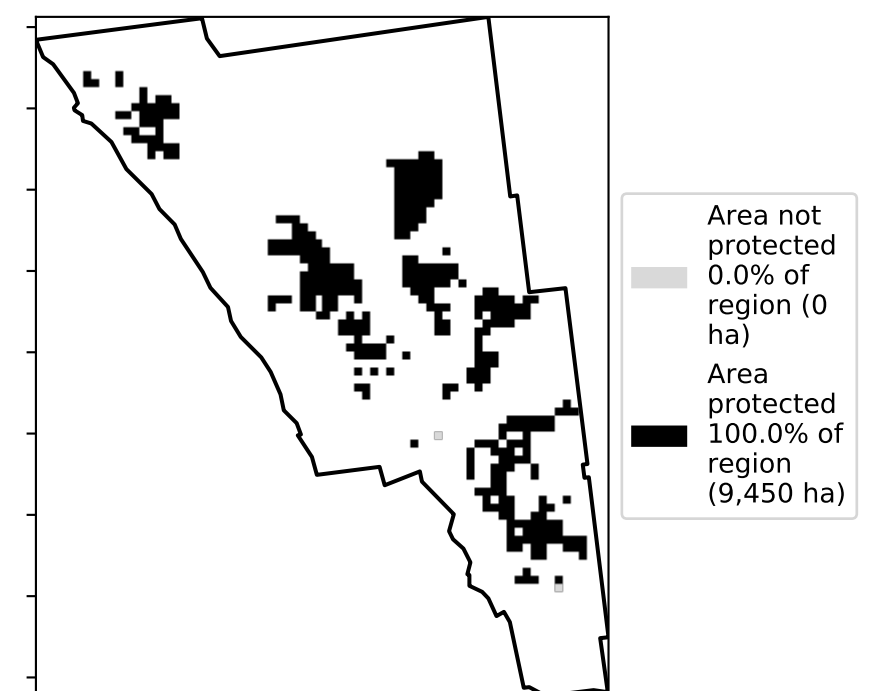 Area not
protected
0.0% of
region (0
ha)
Area
protected
100.0% of
region
(9,450 ha)